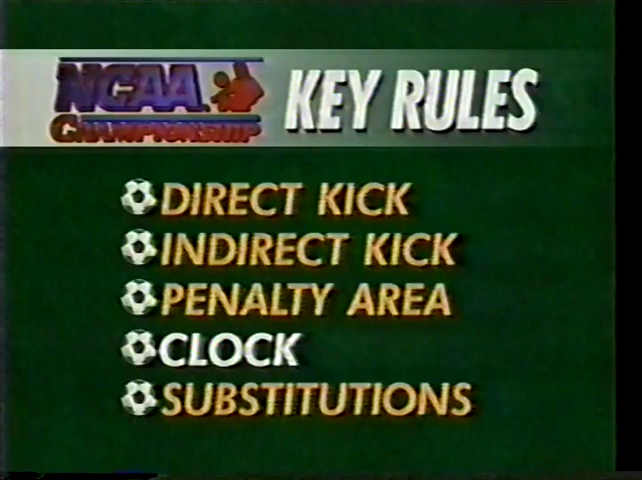 NCAA
CHAMPIONSHIP
KEY RULES
DIRECT KICK
INDIRECT KICK
PENALTY AREA
CLOCK
SUBSTITUTIONS